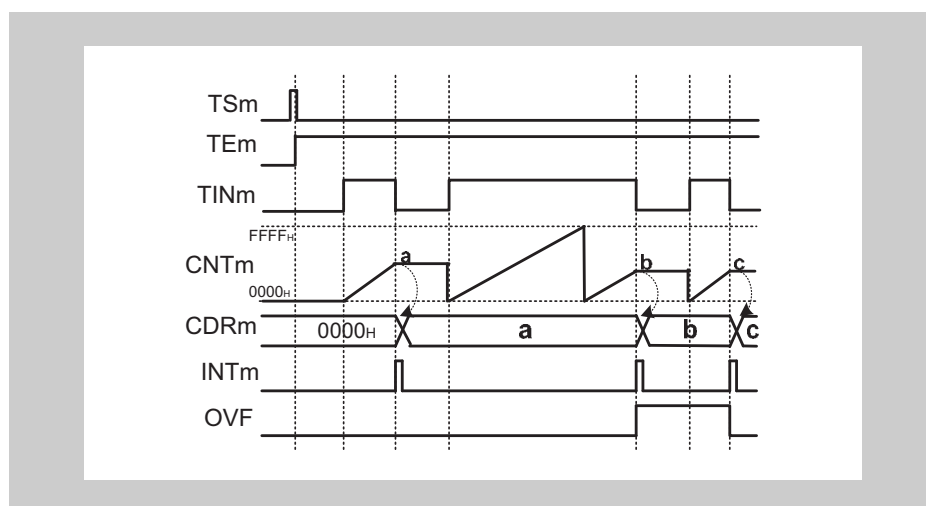 TSm
TEm
TINm
FFFFH
a b c
CNTm
0000H
CDRm 0000H a b c
INTm
OVF